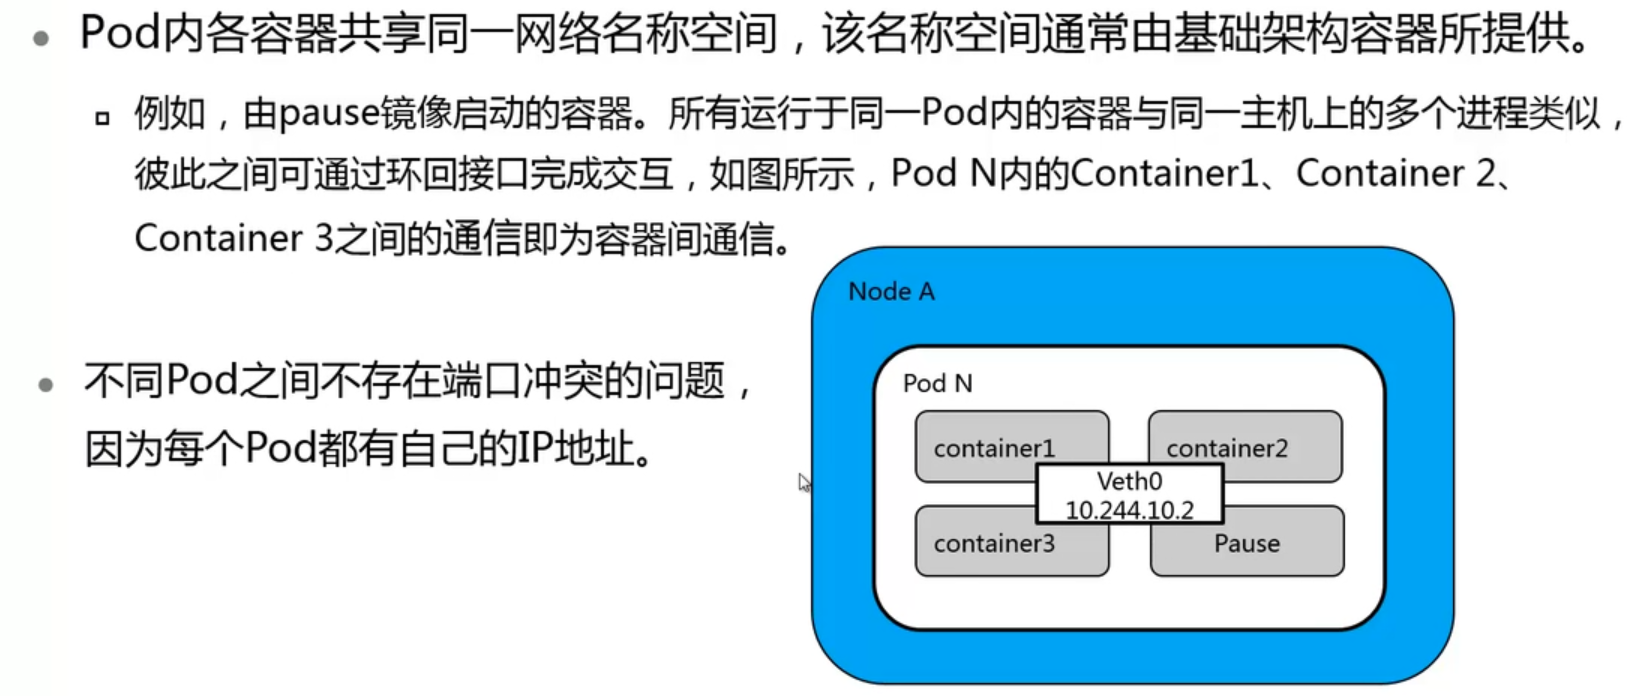 Pod内各容器共享同一网络名称空间，该名称空间通常由基础架构容器所提供。
例如，由pause镜像启动的容器。所有运行于同一Pod内的容器与同一主机上的多个进程类似，
彼此之间可通过环回接口完成交互，如图所示，Pod N内的Container1、Container 2、
Container 3之间的通信即为容器间通信。
不同Pod之间不存在端口冲突的问题，
因为每个Pod都有自己的IP地址。
Node A
Pod N
container1
container2
Veth0
10.244.10.2
container3
Pause